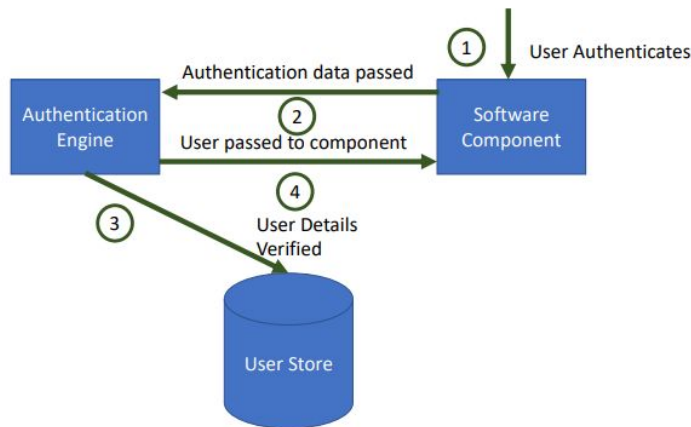 1
User Authenticates
Authentication data passed
Authentication
Engine
2
Software
Component
User passed to component
3
4
User Details
Verified
User Store